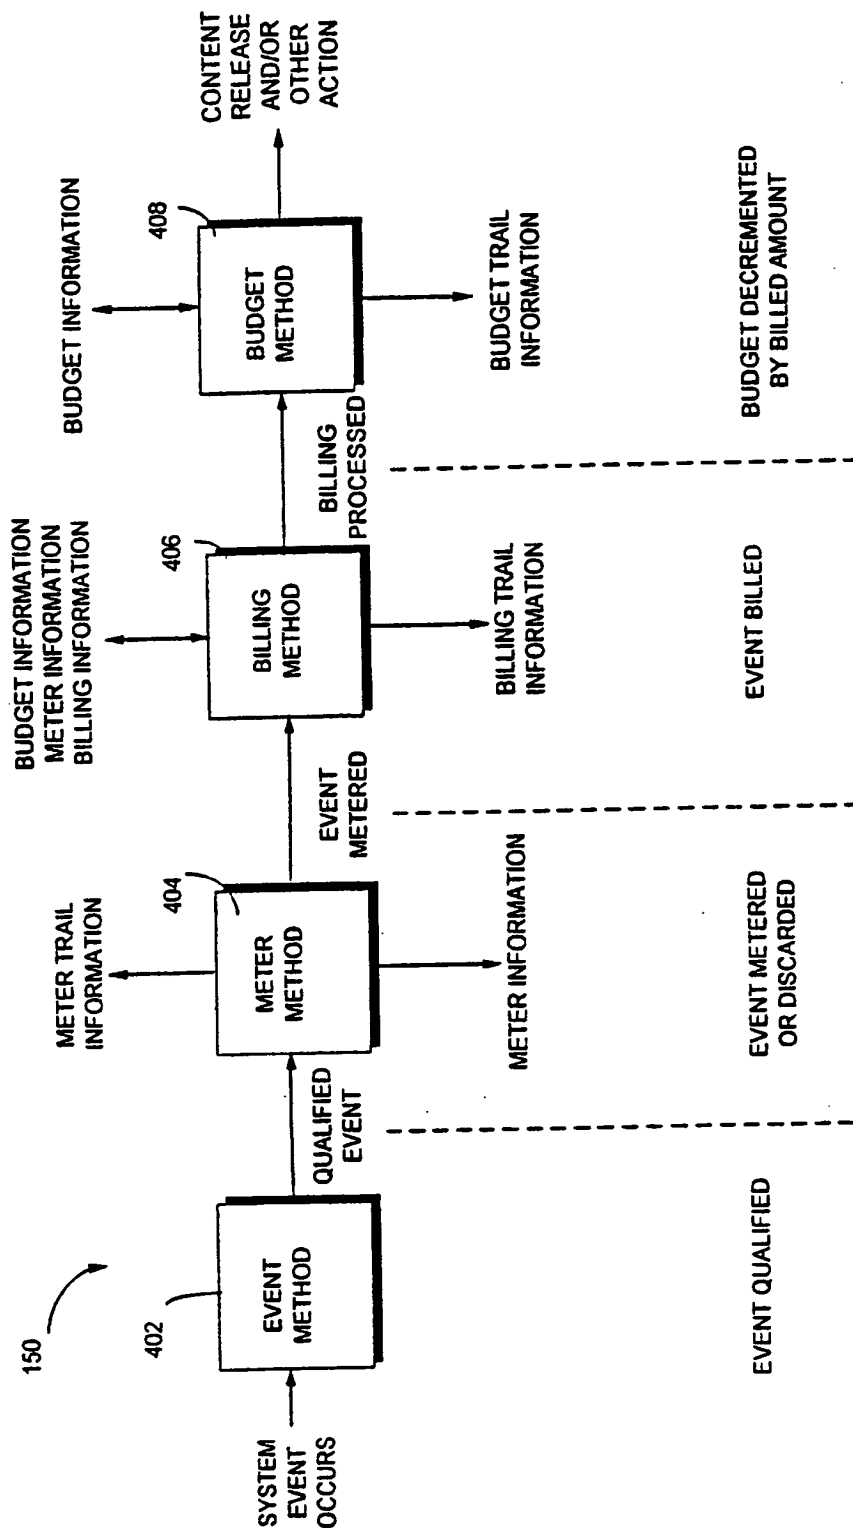 150
SYSTEM
EVENT
OCCURS
402
EVENT
METHOD
QUALIFIED
EVENT
METER TRAIL
INFORMATION
404
METER
METHOD
METER INFORMATION
EVENT
METERED
BUDGET INFORMATION
METER INFORMATION
BILLING INFORMATION
406
BILLING
METHOD
BILLING TRAIL
INFORMATION
BILLING
PROCESSED
BUDGET INFORMATION
408
BUDGET
METHOD
BUDGET TRAIL
INFORMATION
CONTENT
RELEASE
AND/OR
OTHER
ACTION
EVENT QUALIFIED
EVENT METERED
OR DISCARDED
EVENT BILLED
BUDGET DECREMENTED
BY BILLED AMOUNT